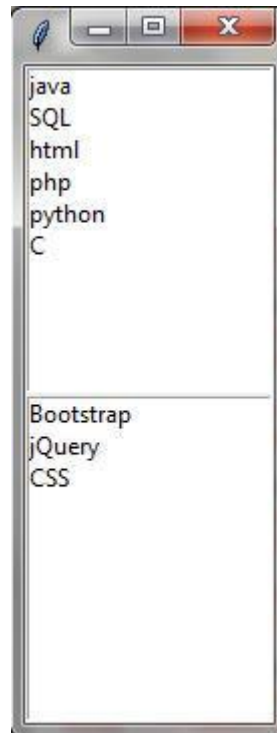 java
SQL
html
php
python
C
Bootstrap
jQuery
CSS